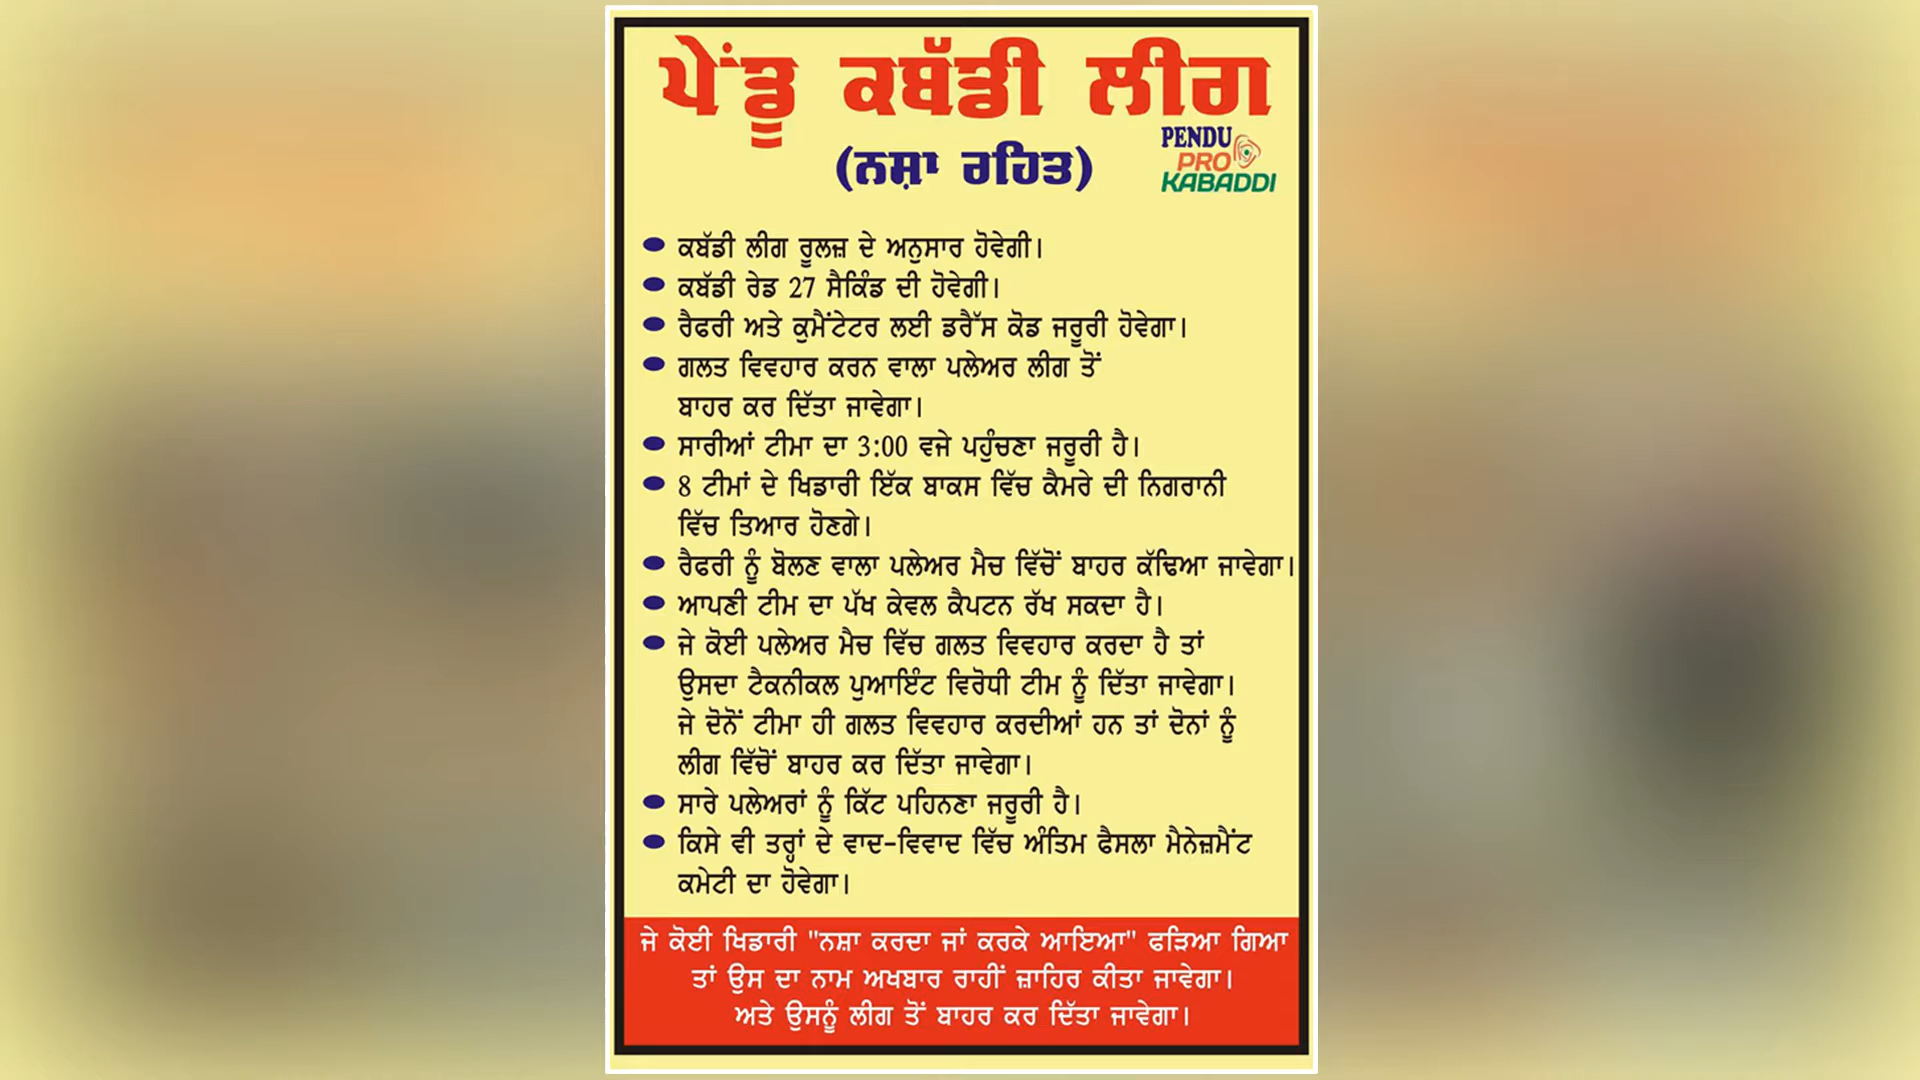 ਪੇਂਡੂ ਕਬੱਡੀ ਲੀਗ
(ਨਸ਼ਾ ਰਹਿਤ)
PENDU
PRO
KABADDI
ਕਬੱਡੀ ਲੀਗ ਰੂਲਜ਼ ਦੇ ਅਨੁਸਾਰ ਹੋਵੇਗੀ।
ਕਬੱਡੀ ਰੇਡ 27 ਸੈਕਿੰਡ ਦੀ ਹੋਵੇਗੀ।
ਰੈਫਰੀ ਅਤੇ ਕੁਮੈਂਟੇਟਰ ਲਈ ਡਰੈੱਸ ਕੋਡ ਜਰੂਰੀ ਹੋਵੇਗਾ।
ਗਲਤ ਵਿਵਹਾਰ ਕਰਨ ਵਾਲਾ ਪਲੇਅਰ ਲੀਗ ਤੋਂ
ਬਾਹਰ ਕਰ ਦਿੱਤਾ ਜਾਵੇਗਾ।
ਸਾਰੀਆਂ ਟੀਮਾ ਦਾ 3:00 ਵਜੇ ਪਹੁੰਚਣਾ ਜਰੂਰੀ ਹੈ।
8 ਟੀਮਾਂ ਦੇ ਖਿਡਾਰੀ ਇੱਕ ਬਾਕਸ ਵਿੱਚ ਕੈਮਰੇ ਦੀ ਨਿਗਰਾਨੀ
ਵਿੱਚ ਤਿਆਰ ਹੋਣਗੇ।
ਰੈਫਰੀ ਨੂੰ ਬੋਲਣ ਵਾਲਾ ਪਲੇਅਰ ਮੈਚ ਵਿੱਚੋਂ ਬਾਹਰ ਕੱਢਿਆ ਜਾਵੇਗਾ।
ਆਪਣੀ ਟੀਮ ਦਾ ਪੱਖ ਕੇਵਲ ਕੈਪਟਨ ਰੱਖ ਸਕਦਾ ਹੈ।
ਜੇ ਕੋਈ ਪਲੇਅਰ ਮੈਚ ਵਿੱਚ ਗਲਤ ਵਿਵਹਾਰ ਕਰਦਾ ਹੈ ਤਾਂ
ਉਸਦਾ ਟੈਕਨੀਕਲ ਪੁਆਇੰਟ ਵਿਰੋਧੀ ਟੀਮ ਨੂੰ ਦਿੱਤਾ ਜਾਵੇਗਾ।
ਜੇ ਦੋਨੋਂ ਟੀਮਾ ਹੀ ਗਲਤ ਵਿਵਹਾਰ ਕਰਦੀਆਂ ਹਨ ਤਾਂ ਦੋਨਾਂ ਨੂੰ
ਲੀਗ ਵਿੱਚੋਂ ਬਾਹਰ ਕਰ ਦਿੱਤਾ ਜਾਵੇਗਾ।
ਸਾਰੇ ਪਲੇਅਰਾਂ ਨੂੰ ਕਿੱਟ ਪਹਿਨਣਾ ਜਰੂਰੀ ਹੈ।
ਕਿਸੇ ਵੀ ਤਰ੍ਹਾਂ ਦੇ ਵਾਦ-ਵਿਵਾਦ ਵਿੱਚ ਅੰਤਿਮ ਫੈਸਲਾ ਮੈਨੇਜ਼ਮੈਂਟ
ਕਮੇਟੀ ਦਾ ਹੋਵੇਗਾ।
ਜੇ ਕੋਈ ਖਿਡਾਰੀ "ਨਸ਼ਾ ਕਰਦਾ ਜਾਂ ਕਰਕੇ ਆਇਆ" ਫੜਿਆ ਗਿਆ
ਤਾਂ ਉਸ ਦਾ ਨਾਮ ਅਖਬਾਰ ਰਾਹੀਂ ਜ਼ਾਹਿਰ ਕੀਤਾ ਜਾਵੇਗਾ।
ਅਤੇ ਉਸਨੂੰ ਲੀਗ ਤੋਂ ਬਾਹਰ ਕਰ ਦਿੱਤਾ ਜਾਵੇਗਾ।